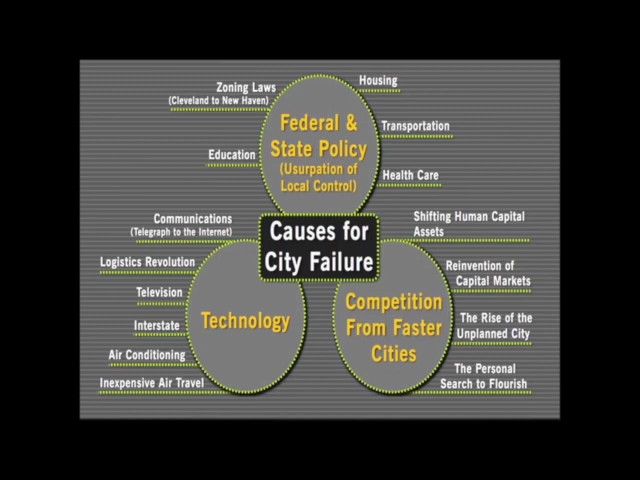 Zoning Laws
(Cleveland to New Haven)
Education
Federal &
State Policy
(Usurpation of
Local Control)
Housing
Transportation
Health Care
Causes for
City Failure
Communications
(Telegraph to the Internet)
Logistics Revolution
Television
Interstate
Air Conditioning
Inexpensive Air Travel
Technology
Competition
From Faster
Cities
Shifting Human Capital
Assets
Reinvention of
Capital Markets
The Rise of the
Unplanned City
The Personal
Search to Flourish